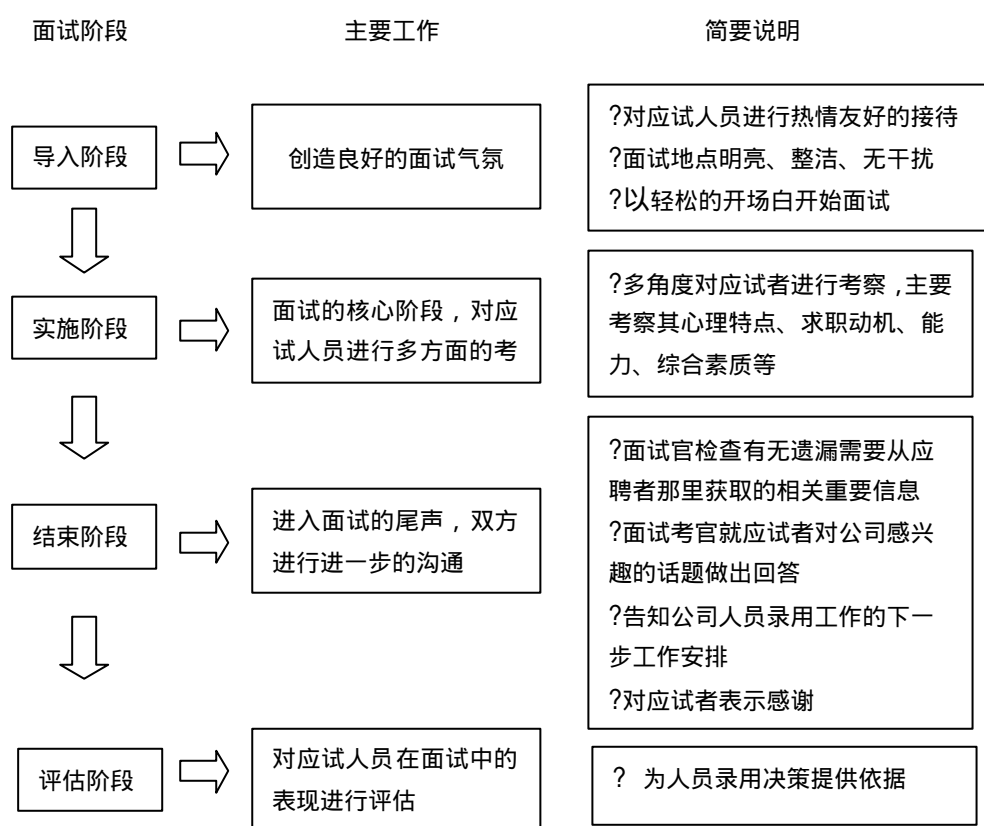 面试阶段 主要工作 简要说明
导入阶段
创造良好的面试气氛
?对应试人员进行热情友好的接待
?面试地点明亮、整洁、无干扰
?以轻松的开场白开始面试
实施阶段
面试的核心阶段，对应
试人员进行多方面的考
?多角度对应试者进行考察,主要
考察其心理特点、求职动机、能
力、综合素质等
结束阶段
进入面试的尾声，双方
进行进一步的沟通
?面试官检查有无遗漏需要从应
聘者那里获取的相关重要信息
?面试考官就应试者对公司感兴
趣的话题做出回答
?告知公司人员录用工作的下一
步工作安排
?对应试者表示感谢
评估阶段
对应试人员在面试中的
表现进行评估
? 为人员录用决策提供依据